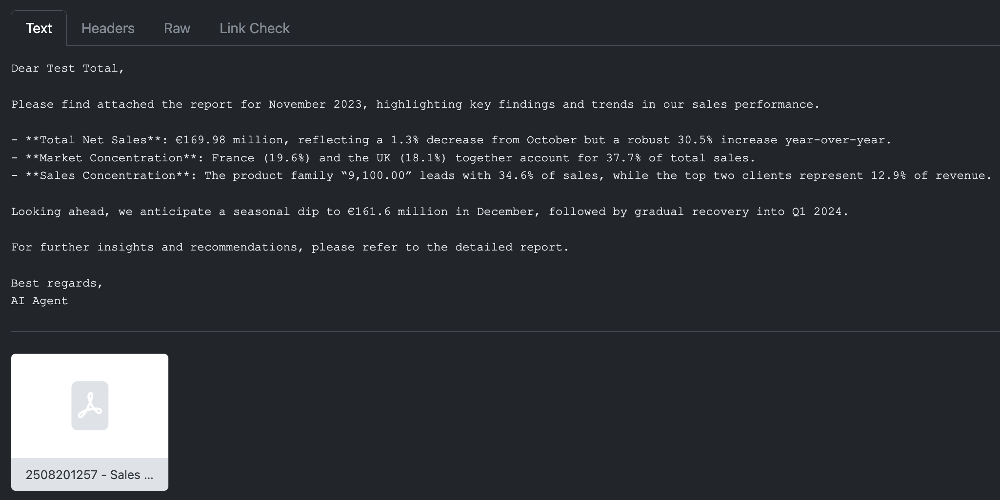 Text
Headers
Raw
Link Check
Dear Test Total,
Please find attached the report for November 2023, highlighting key findings and trends in our sales performance.
- **Total Net Sales**: €169.98 million, reflecting a 1.3% decrease from October but a robust 30.5% increase year-over-year.
- **Market Concentration**: France (19.6%) and the UK (18.1%) together account for 37.7% of total sales.
- **Sales Concentration**: The product family “9,100.00” leads with 34.6% of sales, while the top two clients represent 12.9% of revenue.
Looking ahead, we anticipate a seasonal dip to €161.6 million in December, followed by gradual recovery into Q1 2024.
For further insights and recommendations, please refer to the detailed report.
Best regards,
AI Agent
2508201257 - Sales ...